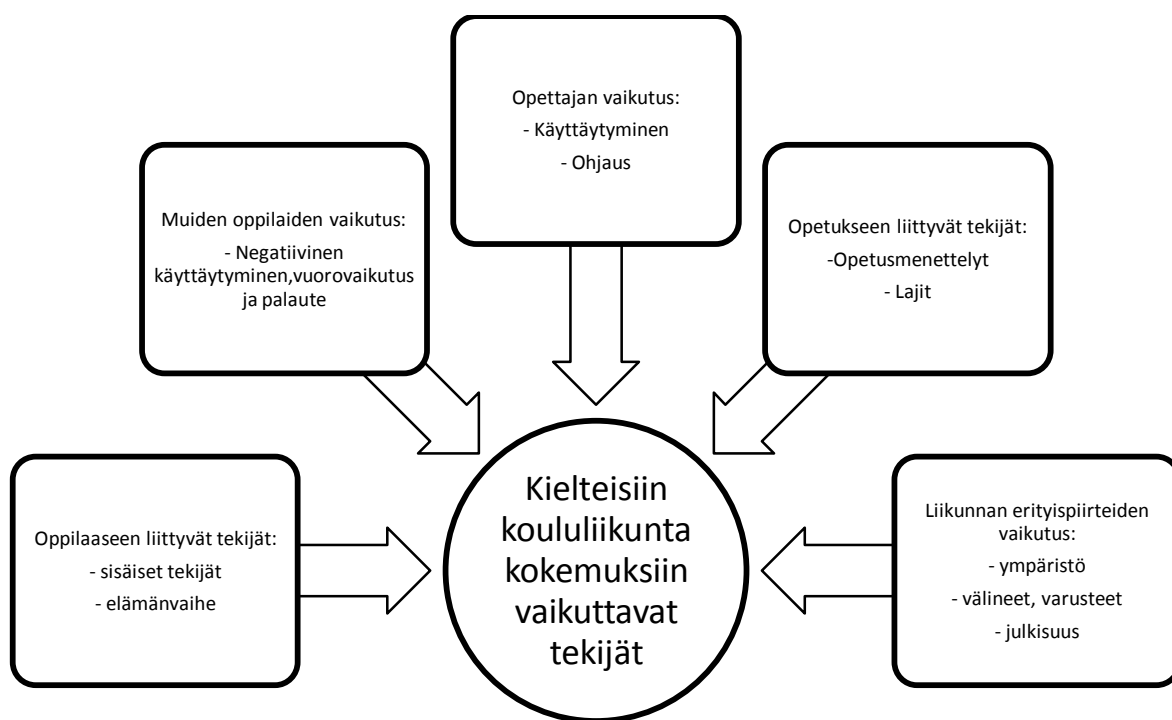 Opettajan vaikutus:
- Käyttäytyminen
- Ohjaus
Muiden oppilaiden vaikutus:
- Negatiivinen
käyttäytyminen,vuorovaikutus
ja palaute
Opetukseen liittyvät tekijät:
-Opetusmenettelyt
- Lajit
Oppilaaseen liittyvät tekijät:
- sisäiset tekijät
- elämänvaihe
Kielteisiin
koululiikunta
kokemuksiin
vaikuttavat
tekijät
Liikunnan erityispiirteiden
vaikutus:
- ympäristö
- välineet, varusteet
- julkisuus